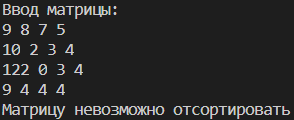 Ввод матрицы:
9 8 7 5
10 2 3 4
122 0 3 4
9 4 4 4
Матрицу невозможно отсортировать